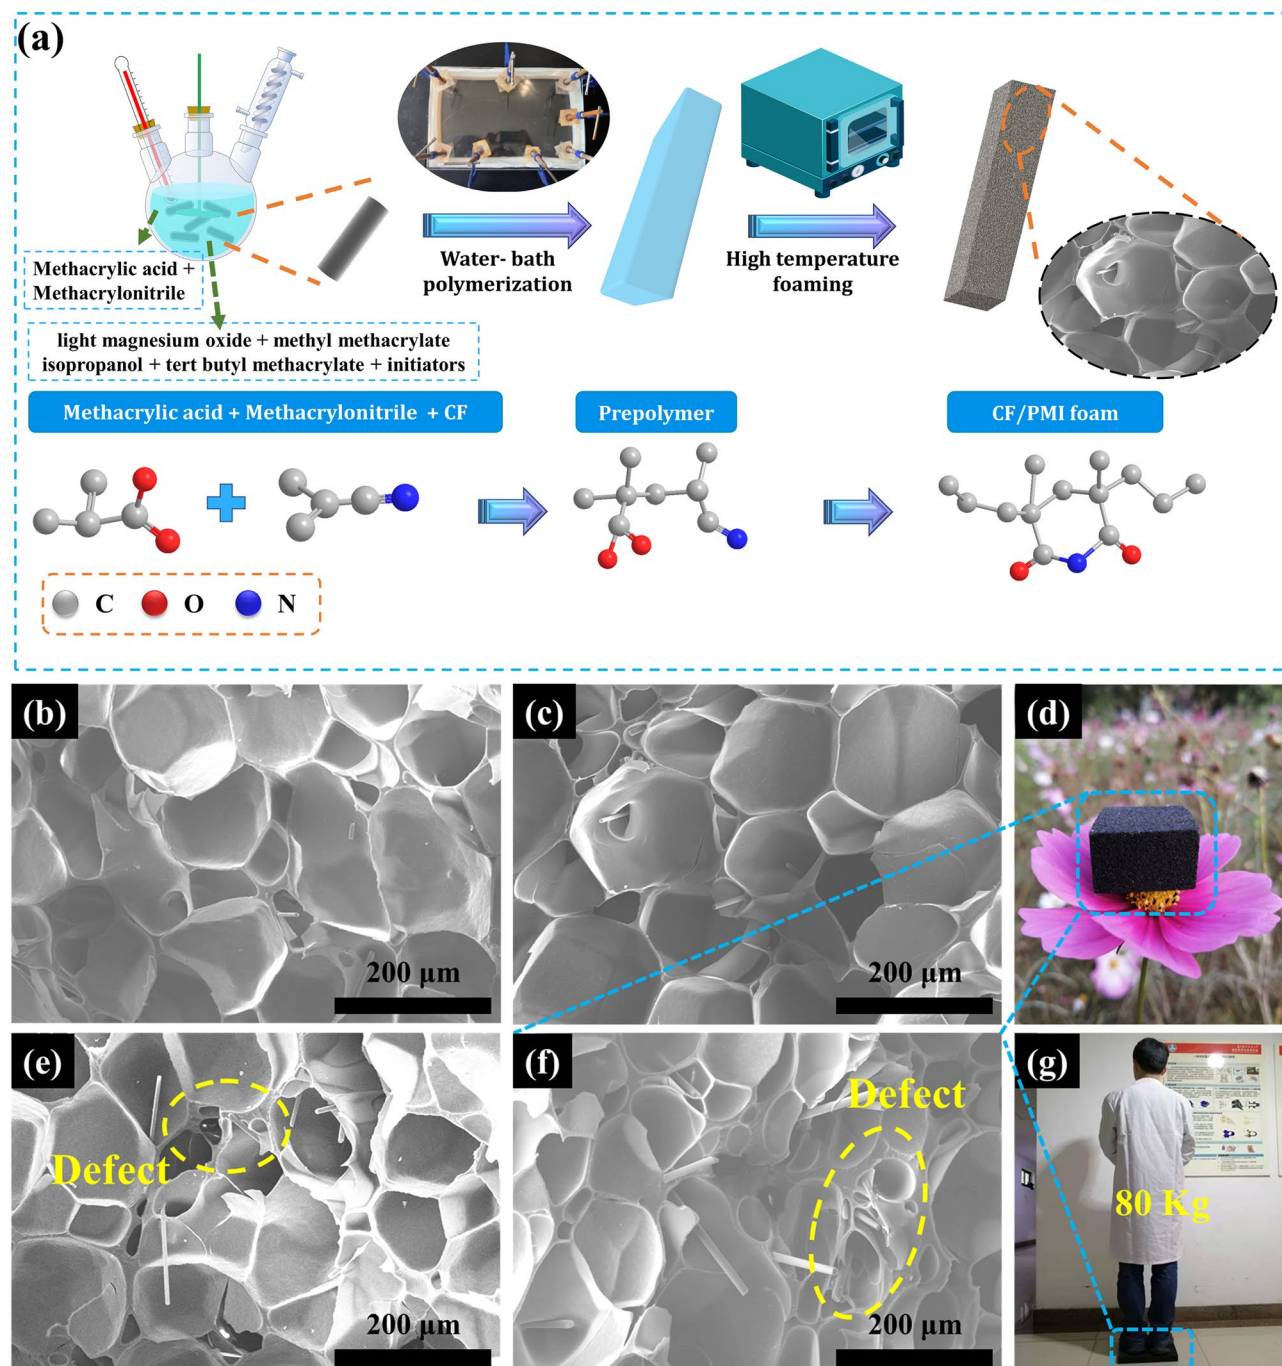 (a)
Methacrylic acid +
Methacrylonitrile
light magnesium oxide + methyl methacrylate
isopropanol + tert butyl methacrylate + initiators
Water- bath
polymerization
High temperature
foaming
Methacrylic acid + Methacrylonitrile + CF
Prepolymer
CF/PMI foam
C O N
(b)
200 μm
(c)
200 μm
(d)
(e)
Defect
200 μm
(f)
Defect
200 μm
(g)
80 Kg